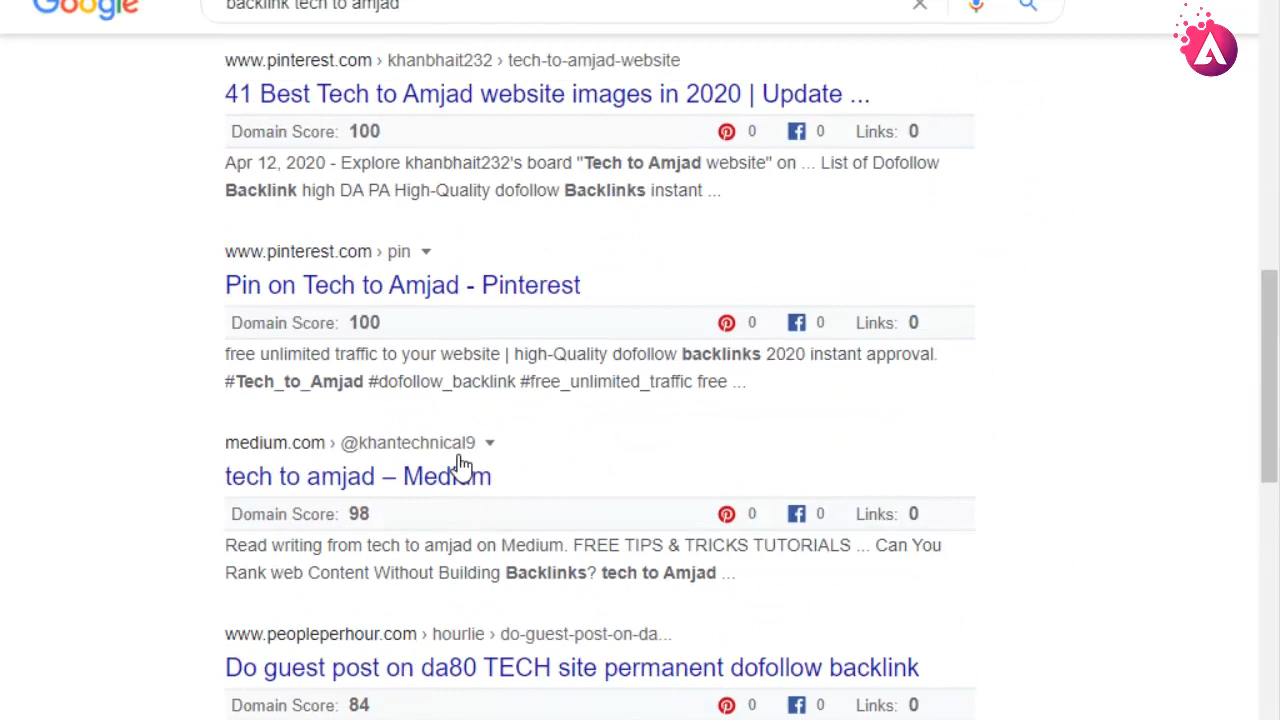 Google
backlink tech to amjad
www.pinterest.com › khanbhait232 › tech-to-amjad-website
41 Best Tech to Amjad website images in 2020 | Update ...
Domain Score: 100 0 0 Links: 0
Apr 12, 2020 - Explore khanbhait232's board "Tech to Amjad website" on ... List of Dofollow
Backlink high DA PA High-Quality dofollow Backlinks instant ...
www.pinterest.com › pin
Pin on Tech to Amjad - Pinterest
Domain Score: 100 0 0 Links: 0
free unlimited traffic to your website | high-Quality dofollow backlinks 2020 instant approval.
#Tech_to_Amjad #dofollow_backlink #free_unlimited_traffic free ...
medium.com › @khantechnical9
tech to amjad – Medium
Domain Score: 98 0 0 Links: 0
Read writing from tech to amjad on Medium. FREE TIPS & TRICKS TUTORIALS ... Can You
Rank web Content Without Building Backlinks? tech to Amjad ...
www.peopleperhour.com › hourlie › do-guest-post-on-da...
Do guest post on da80 TECH site permanent dofollow backlink
Domain Score: 84 0 0 Links: 0